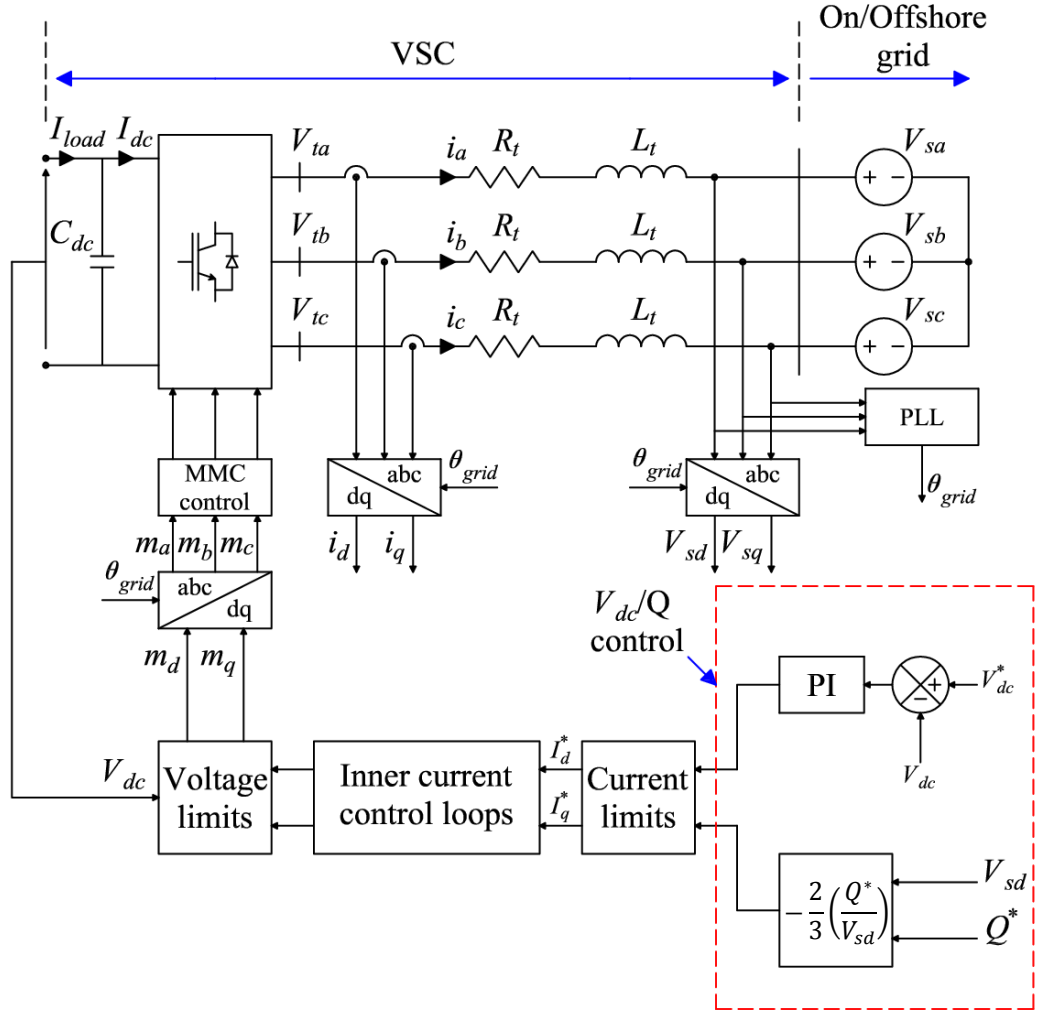 On/Offshore
grid
VSC
I_load I_dc
V_ta i_a R_t L_t V_sa
+ −
C_dc
V_tb i_b R_t L_t V_sb
+ −
V_tc i_c R_t L_t V_sc
+ −
PLL
MMC
control
abc
dq
θ_grid
θ_grid
abc
dq
θ_grid
m_a m_b m_c
i_d i_q
V_sd V_sq
θ_grid
abc
dq
V_dc/Q
control
m_d m_q
PI
+
−
V*_dc
V_dc
V_dc
Voltage
limits
Inner current
control loops
I*_d
I*_q
Current
limits
−2/3(Q*/V_sd)
V_sd
Q*